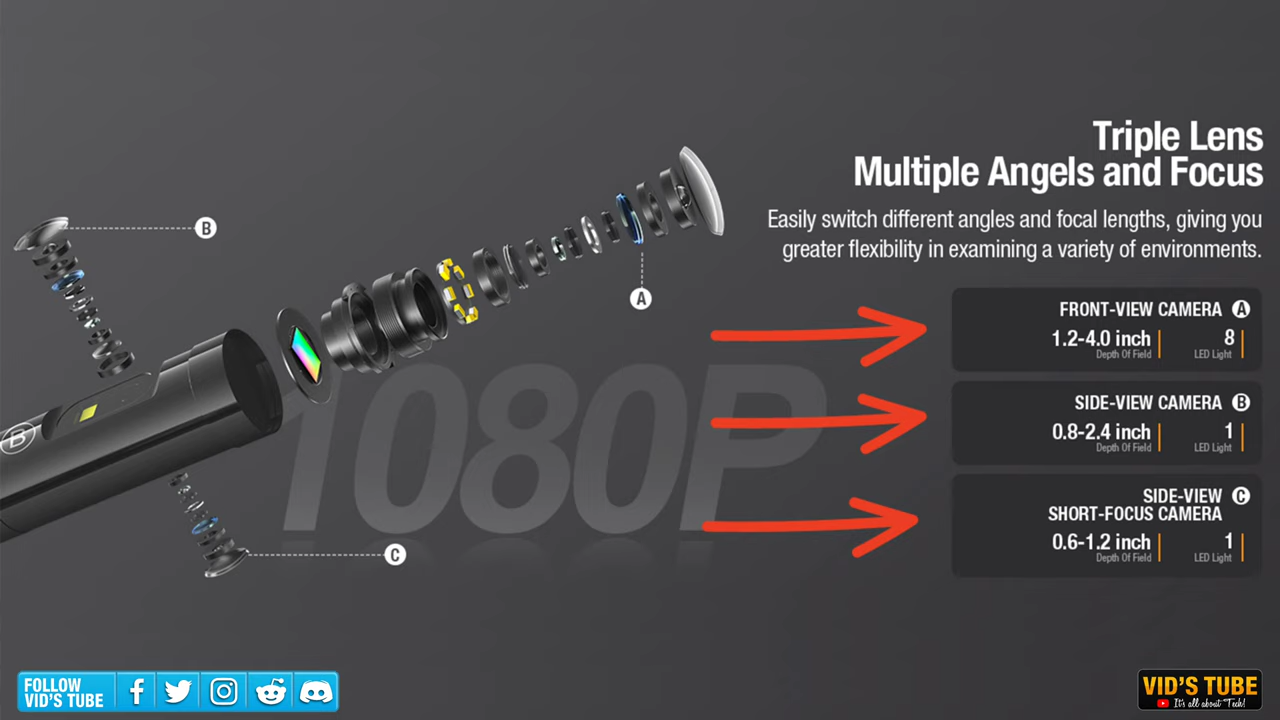 Triple Lens
Multiple Angels and Focus
Easily switch different angles and focal lengths, giving you
greater flexibility in examining a variety of environments.
B
A
FRONT-VIEW CAMERA A
1.2-4.0 inch 8
Depth Of Field LED Light
1080P
SIDE-VIEW CAMERA B
0.8-2.4 inch 1
Depth Of Field LED Light
B
SIDE-VIEW C
SHORT-FOCUS CAMERA
0.6-1.2 inch 1
Depth Of Field LED Light
C
FOLLOW
VID'S TUBE
VID'S TUBE
It's all about "Tech!